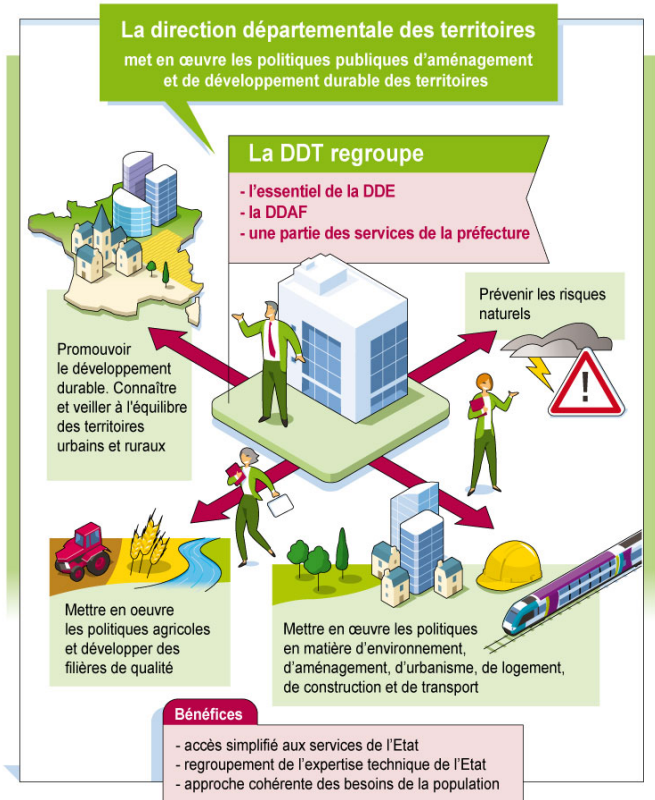 La direction départementale des territoires
met en œuvre les politiques publiques d'aménagement
et de développement durable des territoires
La DDT regroupe
- l'essentiel de la DDE
- la DDAF
- une partie des services de la préfecture
Prévenir les risques
naturels
!
Promouvoir
le développement
durable. Connaître
et veiller à l'équilibre
des territoires
urbains et ruraux
Mettre en oeuvre
les politiques agricoles
et développer des
filières de qualité
Mettre en œuvre les politiques
en matière d'environnement,
d'aménagement, d'urbanisme, de logement,
de construction et de transport
Bénéfices
- accès simplifié aux services de l'Etat
- regroupement de l'expertise technique de l'Etat
- approche cohérente des besoins de la population